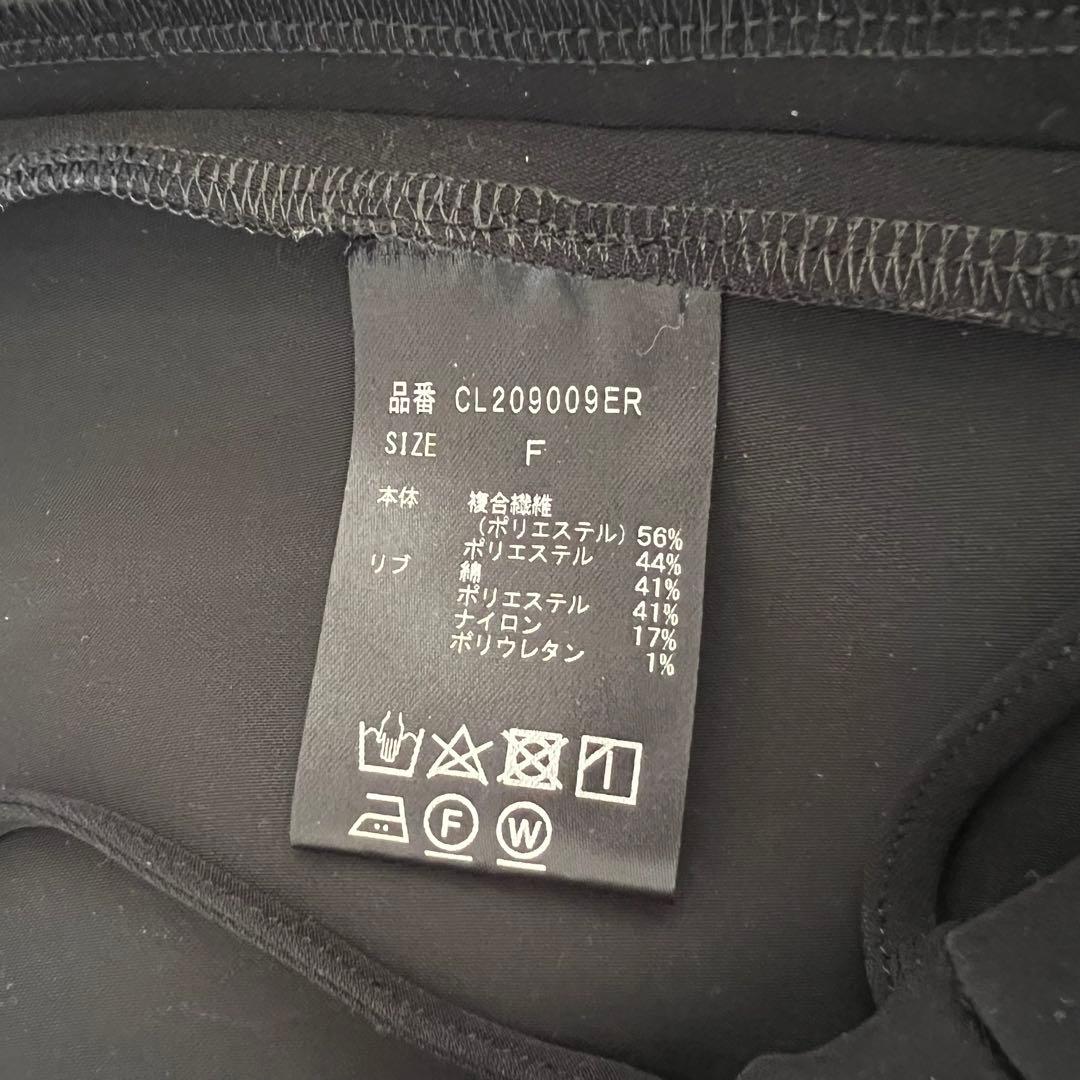 品番 CL209009ER
SIZE F
本体 複合繊維
(ポリエステル) 56%
ポリエステル 44%
リブ 綿 41%
ポリエステル 41%
ナイロン 17%
ポリウレタン 1%
F W